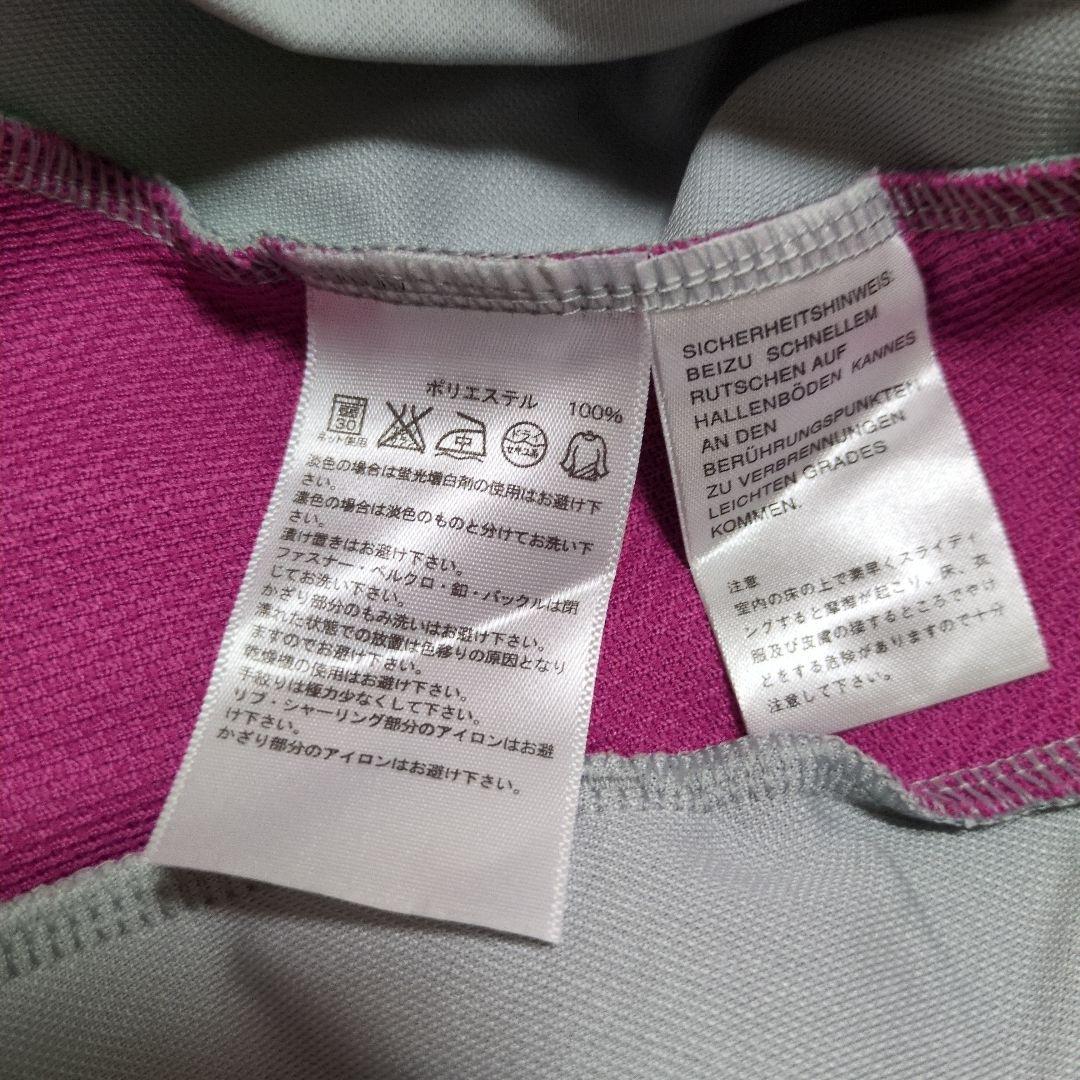 ポリエステル 100%
30
ネット使用
中
ドライ
セキユ系
淡色の場合は蛍光増白剤の使用はお避け下
さい。
濃色の場合は淡色のものと分けてお洗い下
さい。
漬け置きはお避け下さい。
ファスナー・ベルクロ・釦・バックルは閉
じてお洗い下さい。
かざり部分のもみ洗いはお避け下さい。
濡れた状態での放置は色移りの原因となり
ますのでお避け下さい。
乾燥機の使用はお避け下さい。
手絞りは極力少なくして下さい。
リブ・シャーリング部分のアイロンはお避
け下さい。
かざり部分のアイロンはお避け下さい。
SICHERHEITSHINWEIS:
BEIZU SCHNELLEM
RUTSCHEN AUF
HALLENBÖDEN KANNES
AN DEN
BERÜHRUNGSPUNKTEN
ZU VERBRENNUNGEN
LEICHTEN GRADES
KOMMEN.
注意
室内の床の上で素早くスライディ
ングすると摩擦が起こり、床、衣
服及び皮膚の接するところでやけ
どをする危険がありますので十分
注意して下さい。